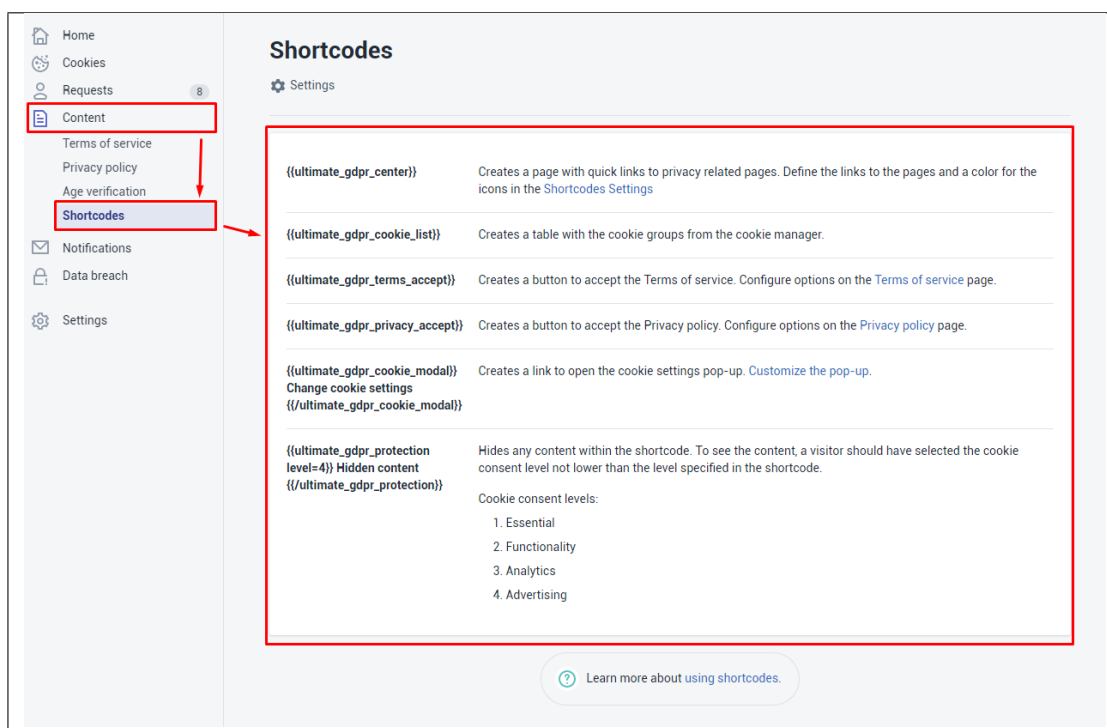 Home
Cookies
Requests 8
Content
Terms of service
Privacy policy
Age verification
Shortcodes
Notifications
Data breach
Settings
Shortcodes
Settings
{{ultimate_gdpr_center}} Creates a page with quick links to privacy related pages. Define the links to the pages and a color for the
icons in the Shortcodes Settings
{{ultimate_gdpr_cookie_list}} Creates a table with the cookie groups from the cookie manager.
{{ultimate_gdpr_terms_accept}} Creates a button to accept the Terms of service. Configure options on the Terms of service page.
{{ultimate_gdpr_privacy_accept}} Creates a button to accept the Privacy policy. Configure options on the Privacy policy page.
{{ultimate_gdpr_cookie_modal}} Creates a link to open the cookie settings pop-up. Customize the pop-up.
Change cookie settings
{{/ultimate_gdpr_cookie_modal}}
{{ultimate_gdpr_protection Hides any content within the shortcode. To see the content, a visitor should have selected the cookie
level=4}} Hidden content consent level not lower than the level specified in the shortcode.
{{/ultimate_gdpr_protection}}
Cookie consent levels:
1. Essential
2. Functionality
3. Analytics
4. Advertising
Learn more about using shortcodes.